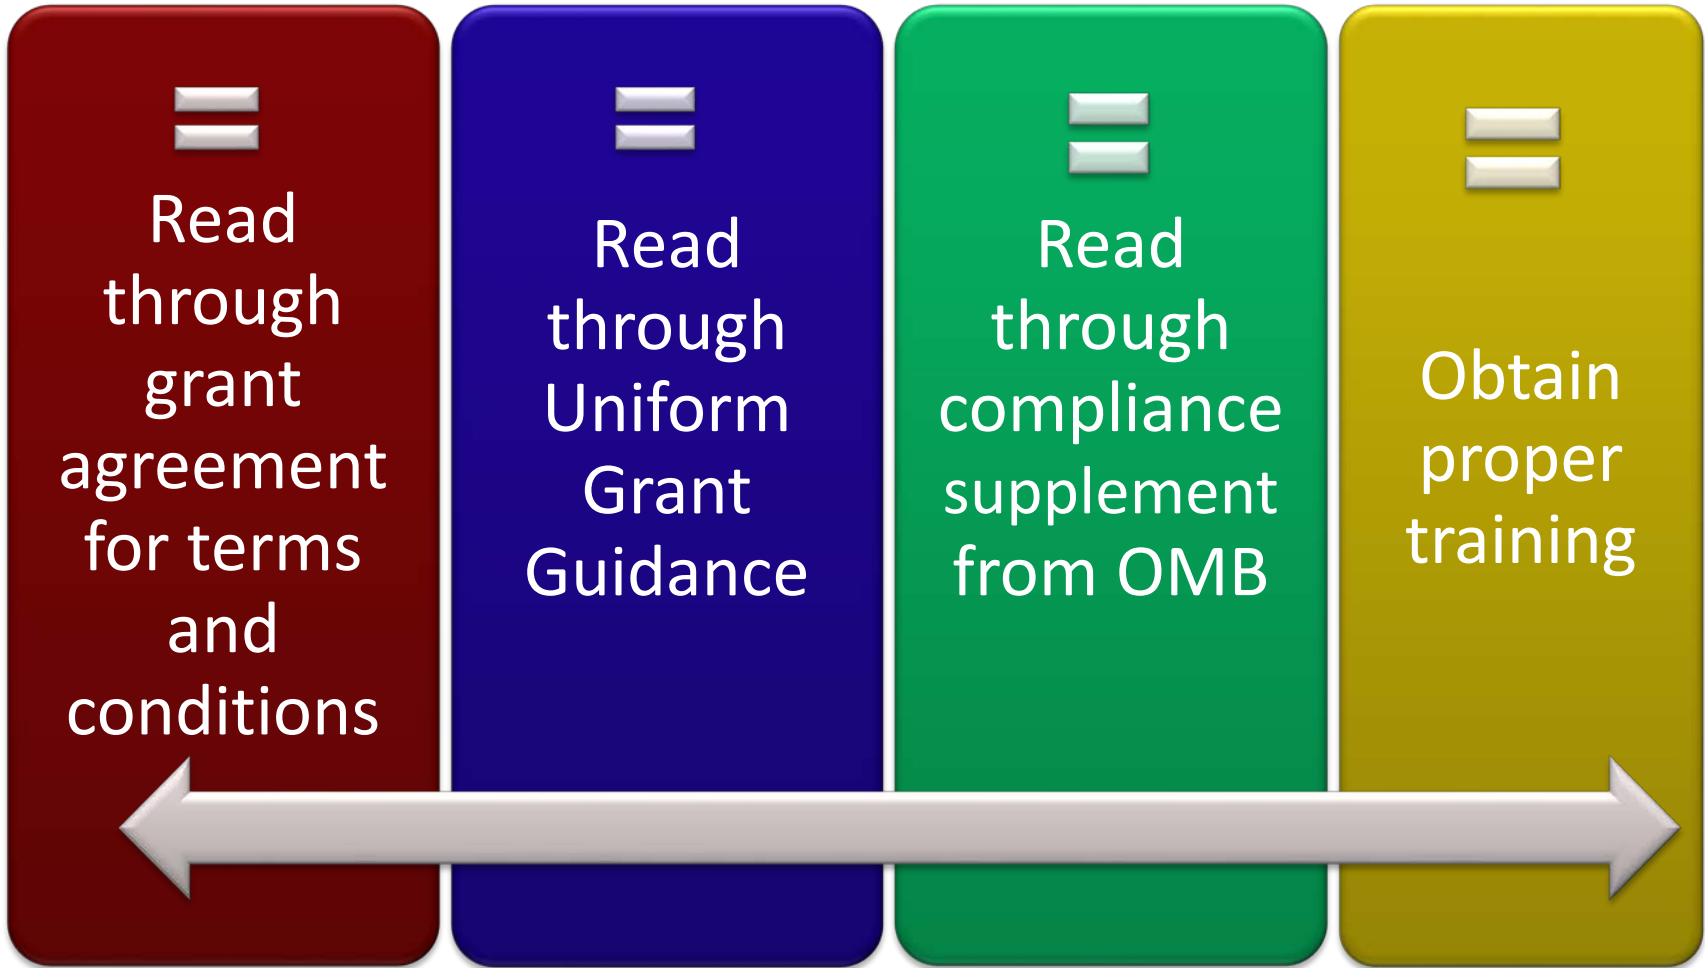 Read
through
grant
agreement
for terms
and
conditions
Read
through
Uniform
Grant
Guidance
Read
through
compliance
supplement
from OMB
Obtain
proper
training